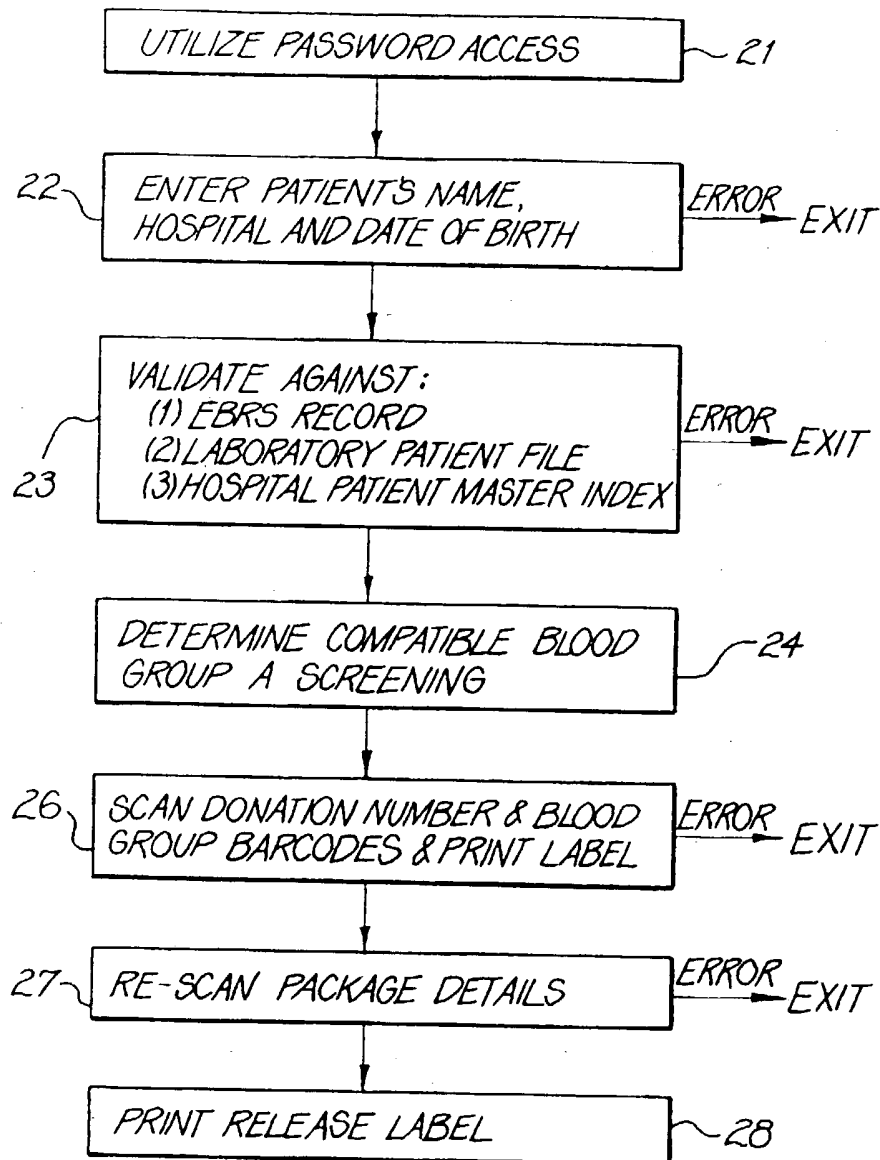 UTILIZE PASSWORD ACCESS
21
22
ENTER PATIENT'S NAME,
HOSPITAL AND DATE OF BIRTH
ERROR
EXIT
VALIDATE AGAINST:
(1) EBRS RECORD
(2) LABORATORY PATIENT FILE
(3) HOSPITAL PATIENT MASTER INDEX
23
ERROR
EXIT
DETERMINE COMPATIBLE BLOOD
GROUP A SCREENING
24
26
SCAN DONATION NUMBER & BLOOD
GROUP BARCODES & PRINT LABEL
ERROR
EXIT
27
RE-SCAN PACKAGE DETAILS
ERROR
EXIT
PRINT RELEASE LABEL
28